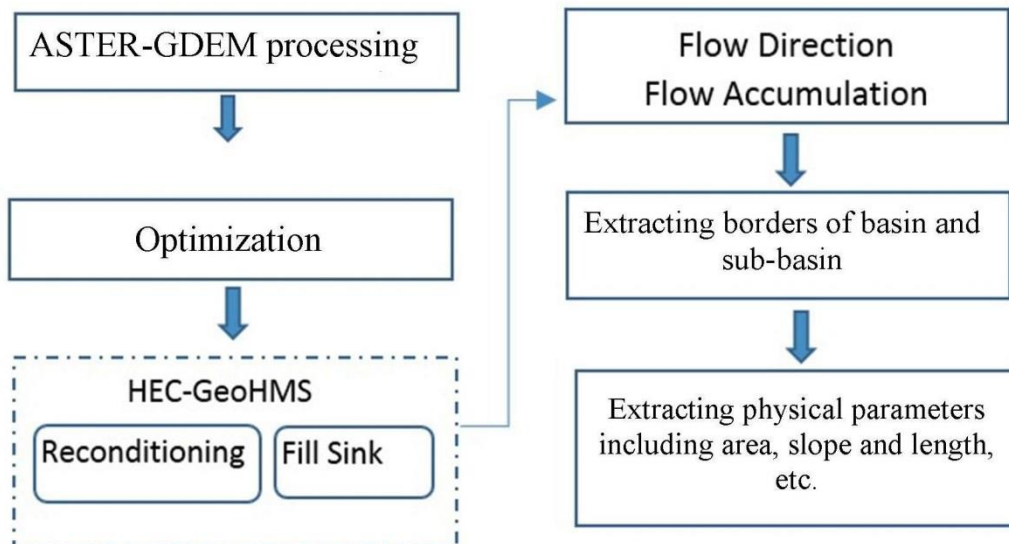 ASTER-GDEM processing
Optimization
HEC-GeoHMS
Reconditioning
Fill Sink
Flow Direction
Flow Accumulation
Extracting borders of basin and
sub-basin
Extracting physical parameters
including area, slope and length,
etc.